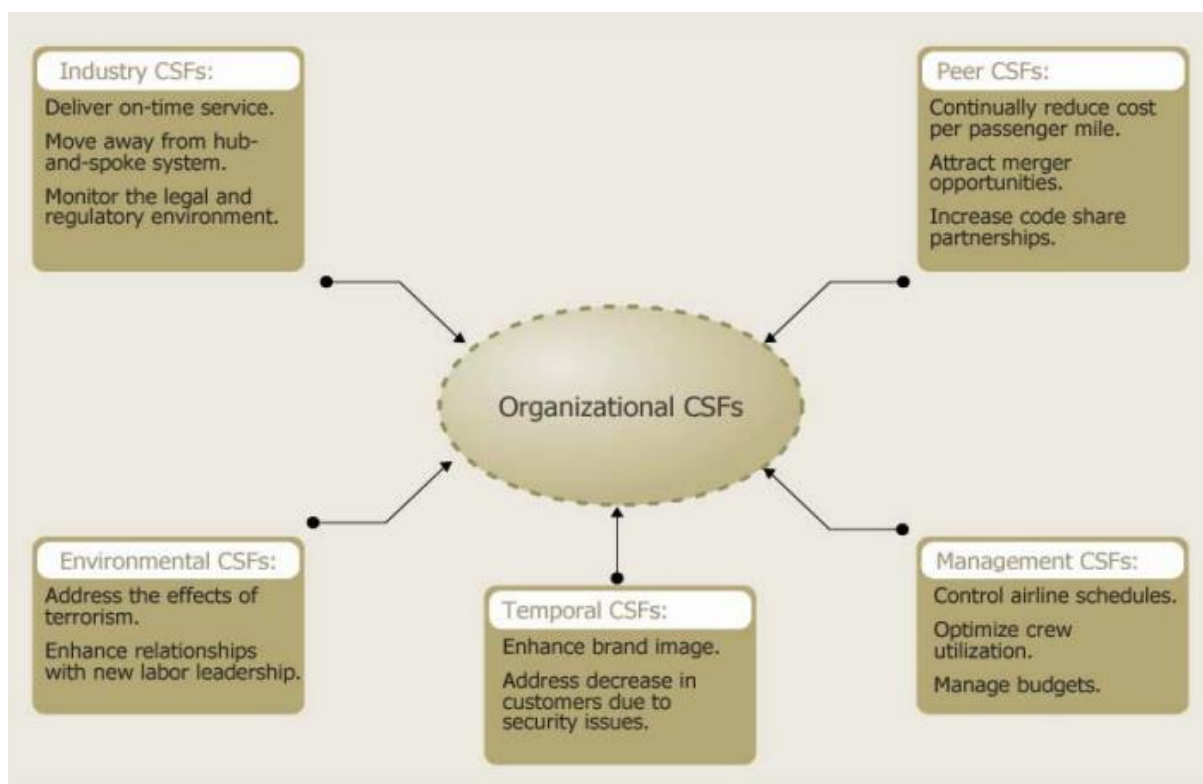 Industry CSFs:
Deliver on-time service.
Move away from hub-
and-spoke system.
Monitor the legal and
regulatory environment.
Peer CSFs:
Continually reduce cost
per passenger mile.
Attract merger
opportunities.
Increase code share
partnerships.
Organizational CSFs
Environmental CSFs:
Address the effects of
terrorism.
Enhance relationships
with new labor leadership.
Temporal CSFs:
Enhance brand image.
Address decrease in
customers due to
security issues.
Management CSFs:
Control airline schedules.
Optimize crew
utilization.
Manage budgets.